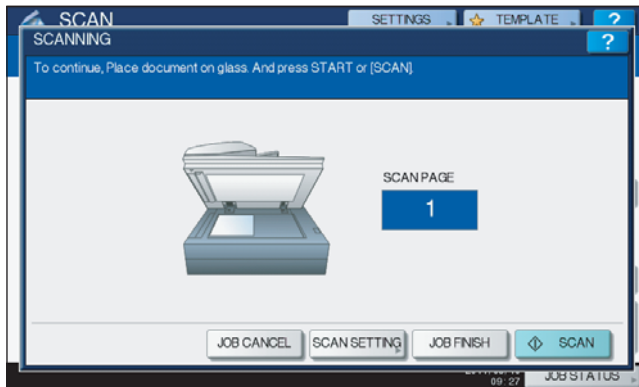 SCAN SETTINGS TEMPLATE ?
SCANNING ?
To continue, Place document on glass. And press START or [SCAN].
SCAN PAGE
1
JOB CANCEL SCAN SETTING JOB FINISH SCAN
09:27 JOB STATUS